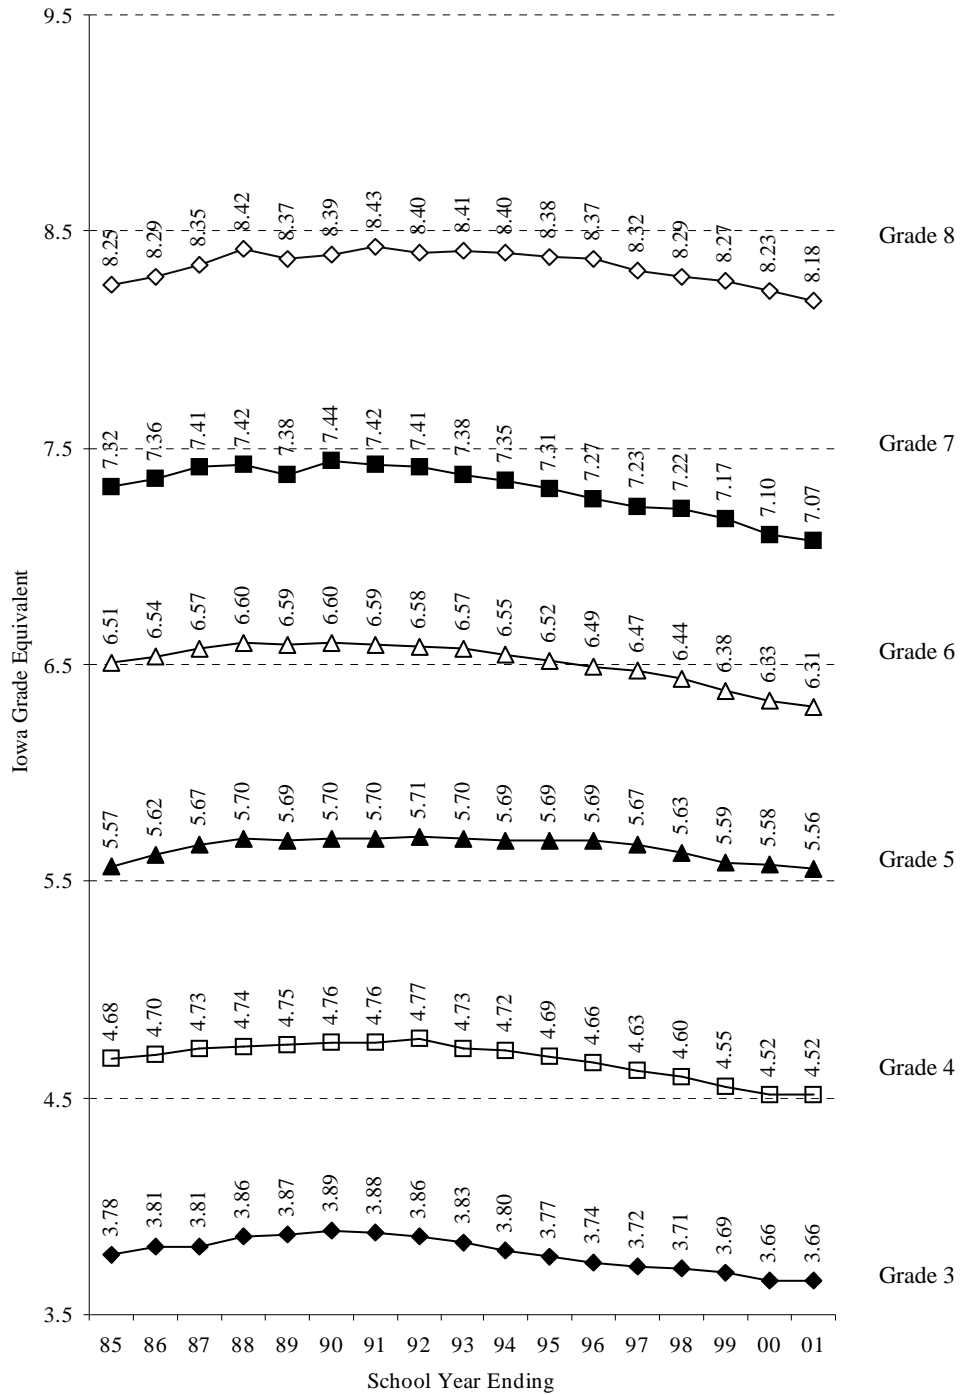 9.5
8.25 8.29 8.35 8.42 8.37 8.39 8.43 8.40 8.41 8.40 8.38 8.37 8.32 8.29 8.27 8.23 8.18
8.5
Grade 8
7.32 7.36 7.41 7.42 7.38 7.44 7.42 7.41 7.38 7.35 7.31 7.27 7.23 7.22 7.17 7.10 7.07
7.5
Grade 7
6.51 6.54 6.57 6.60 6.59 6.60 6.59 6.58 6.57 6.55 6.52 6.49 6.47 6.44 6.38 6.33 6.31
6.5
Grade 6
Iowa Grade Equivalent
5.57 5.62 5.67 5.70 5.69 5.70 5.70 5.71 5.70 5.69 5.69 5.69 5.67 5.63 5.59 5.58 5.56
5.5
Grade 5
4.68 4.70 4.73 4.74 4.75 4.76 4.76 4.77 4.73 4.72 4.69 4.66 4.63 4.60 4.55 4.52 4.52
4.5
Grade 4
3.78 3.81 3.81 3.86 3.87 3.89 3.88 3.86 3.83 3.80 3.77 3.74 3.72 3.71 3.69 3.66 3.66
Grade 3
3.5
85 86 87 88 89 90 91 92 93 94 95 96 97 98 99 00 01
School Year Ending